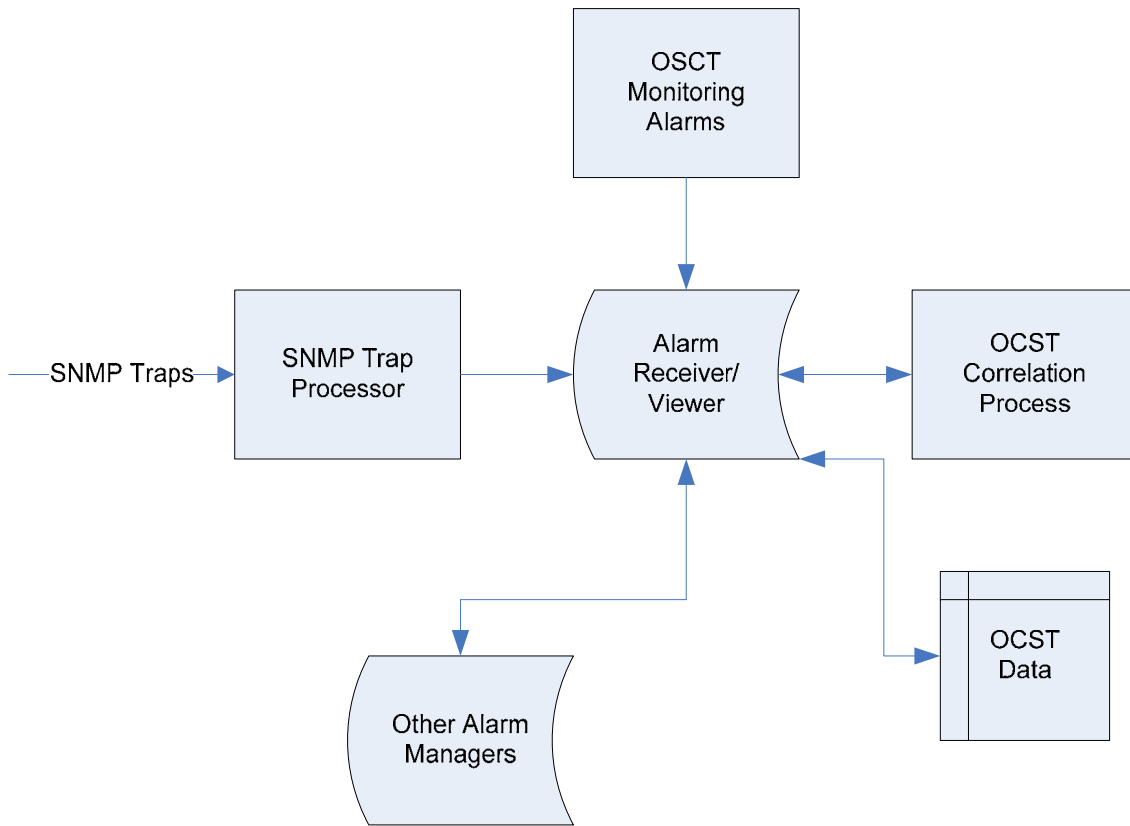 OSCT
Monitoring
Alarms
SNMP Traps
SNMP Trap
Processor
Alarm
Receiver/
Viewer
OCST
Correlation
Process
OCST
Data
Other Alarm
Managers